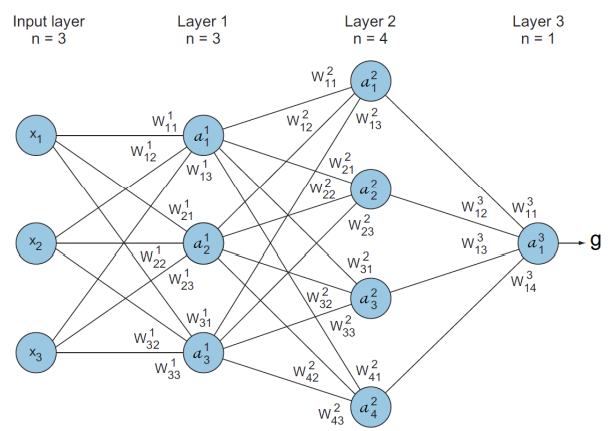 Input layer
n = 3
Layer 1
n = 3
Layer 2
n = 4
Layer 3
n = 1
x₁
x₂
x₃
W¹₁₁
W¹₁₂
W¹₁₃
W¹₂₁
W¹₂₂
W¹₂₃
W¹₃₁
W¹₃₂
W¹₃₃
a¹₁
a¹₂
a¹₃
W²₁₁
W²₁₂
W²₁₃
W²₂₁
W²₂₂
W²₂₃
W²₃₁
W²₃₂
W²₃₃
W²₄₁
W²₄₂
W²₄₃
a²₁
a²₂
a²₃
a²₄
W³₁₁
W³₁₂
W³₁₃
W³₁₄
a³₁
g